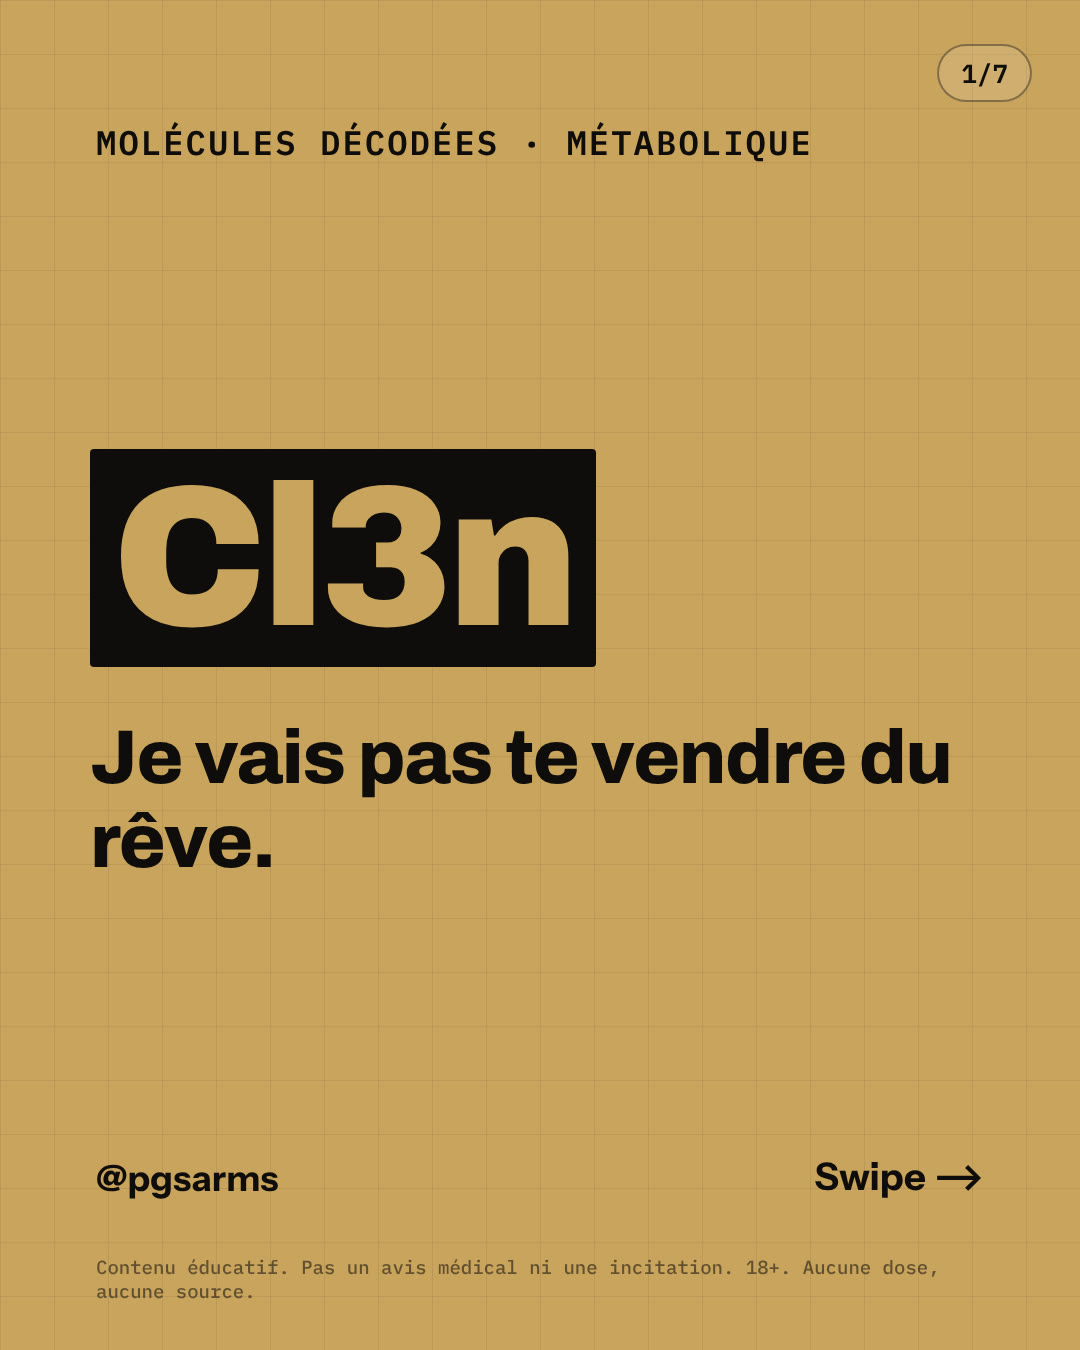 1/7
MOLÉCULES DÉCODÉES · MÉTABOLIQUE
Cl3n
Je vais pas te vendre du
rêve.
@pgsarms
Swipe →
Contenu éducatif. Pas un avis médical ni une incitation. 18+. Aucune dose,
aucune source.